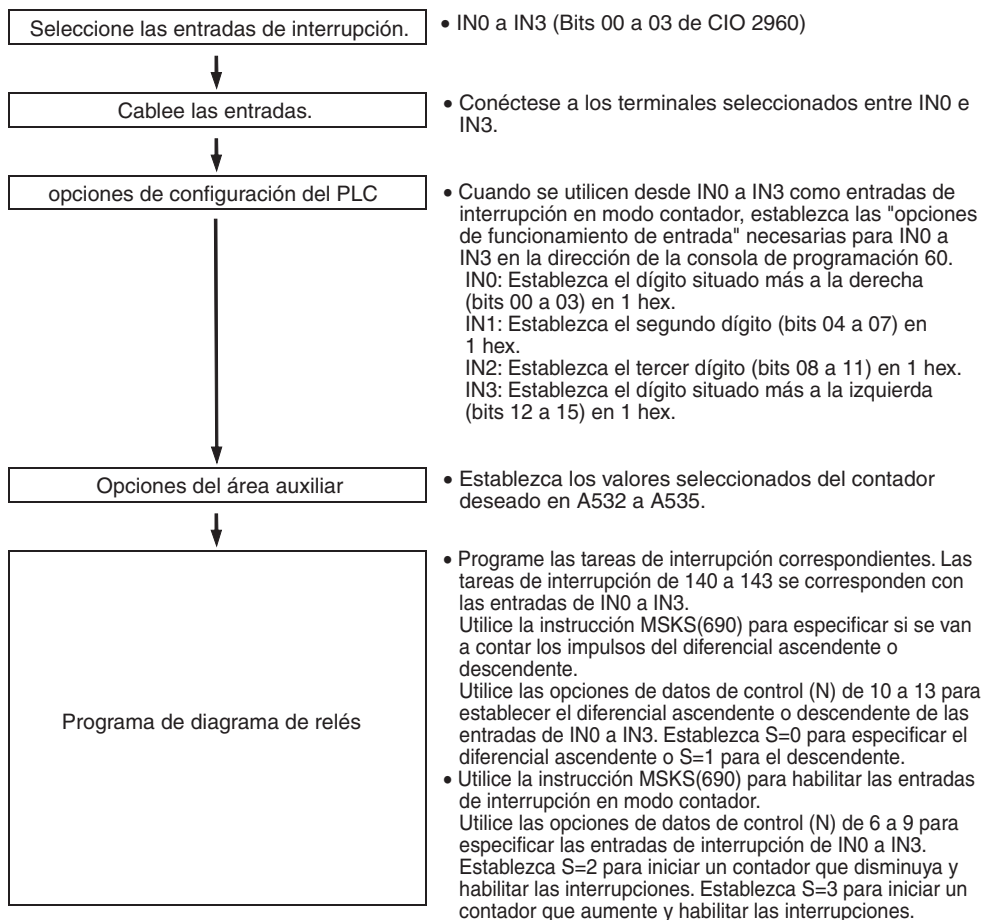 Seleccione las entradas de interrupción.
• IN0 a IN3 (Bits 00 a 03 de CIO 2960)
Cablee las entradas.
• Conéctese a los terminales seleccionados entre IN0 e
IN3.
opciones de configuración del PLC
• Cuando se utilicen desde IN0 a IN3 como entradas de
interrupción en modo contador, establezca las "opciones
de funcionamiento de entrada" necesarias para IN0 a
IN3 en la dirección de la consola de programación 60.
IN0: Establezca el dígito situado más a la derecha
(bits 00 a 03) en 1 hex.
IN1: Establezca el segundo dígito (bits 04 a 07) en
1 hex.
IN2: Establezca el tercer dígito (bits 08 a 11) en 1 hex.
IN3: Establezca el dígito situado más a la izquierda
(bits 12 a 15) en 1 hex.
Opciones del área auxiliar
• Establezca los valores seleccionados del contador
deseado en A532 a A535.
Programa de diagrama de relés
• Programe las tareas de interrupción correspondientes. Las
tareas de interrupción de 140 a 143 se corresponden con
las entradas de IN0 a IN3.
Utilice la instrucción MSKS(690) para especificar si se van
a contar los impulsos del diferencial ascendente o
descendente.
Utilice las opciones de datos de control (N) de 10 a 13 para
establecer el diferencial ascendente o descendente de las
entradas de IN0 a IN3. Establezca S=0 para especificar el
diferencial ascendente o S=1 para el descendente.
• Utilice la instrucción MSKS(690) para habilitar las entradas
de interrupción en modo contador.
Utilice las opciones de datos de control (N) de 6 a 9 para
especificar las entradas de interrupción de IN0 a IN3.
Establezca S=2 para iniciar un contador que disminuya y
habilitar las interrupciones. Establezca S=3 para iniciar un
contador que aumente y habilitar las interrupciones.